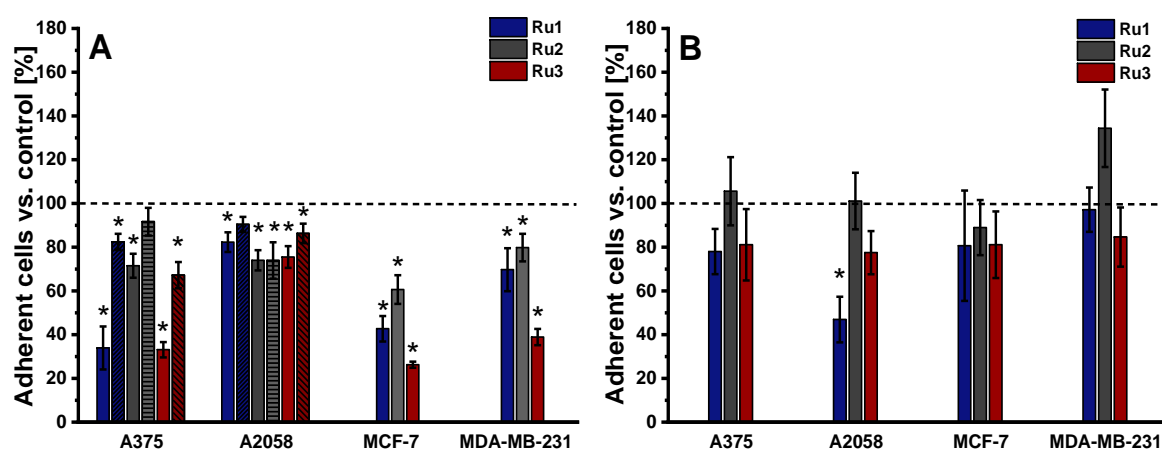 A
Adherent cells vs. control [%]
180
160
140
120
100
80
60
40
20
0
Ru1
Ru2
Ru3
* * * * *
* * * * *
* *
*
* *
*
A375 A2058 MCF-7 MDA-MB-231
B
Adherent cells vs. control [%]
180
160
140
120
100
80
60
40
20
0
Ru1
Ru2
Ru3
*
A375 A2058 MCF-7 MDA-MB-231